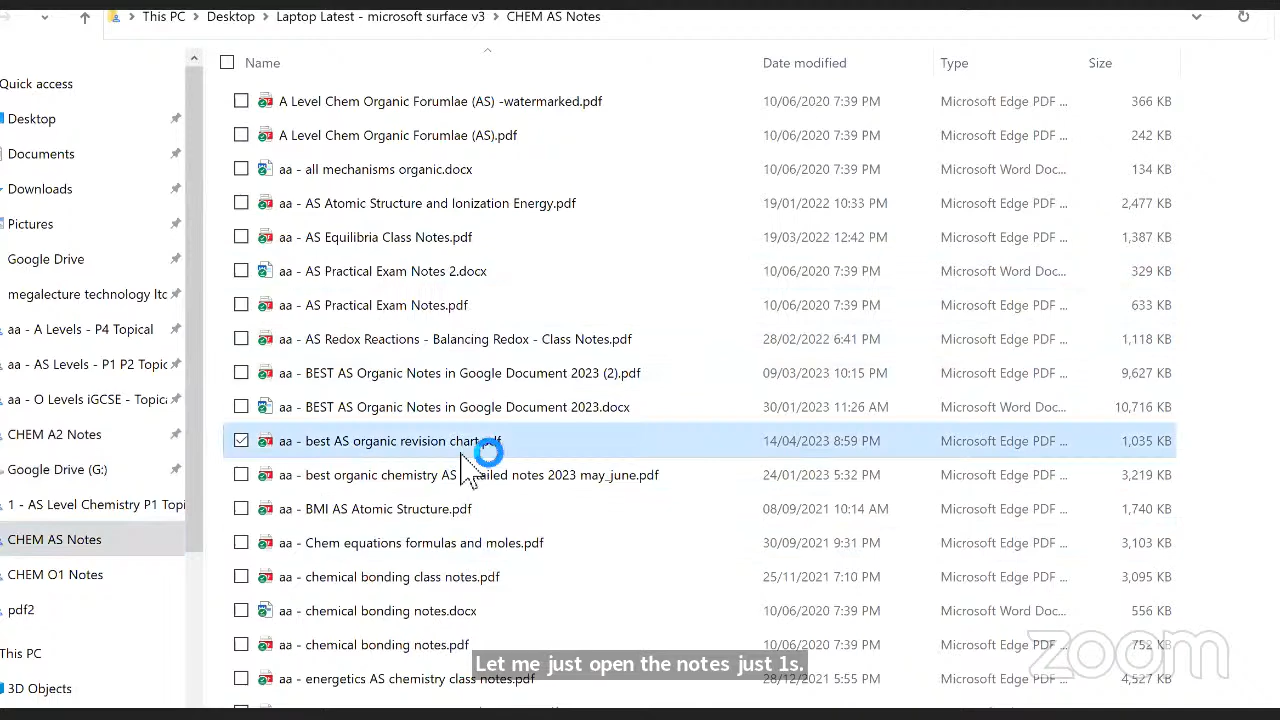 This PC > Desktop > Laptop Latest - microsoft surface v3 > CHEM AS Notes
Quick access
Desktop
Documents
Downloads
Pictures
Google Drive
megalecture technology ltc
aa - A Levels - P4 Topical
aa - AS Levels - P1 P2 Topic
aa - O Levels iGCSE - Topica
CHEM A2 Notes
Google Drive (G:)
1 - AS Level Chemistry P1 Topi
CHEM AS Notes
CHEM O1 Notes
pdf2
This PC
3D Objects
Name Date modified Type Size
A Level Chem Organic Forumlae (AS) -watermarked.pdf 10/06/2020 7:39 PM Microsoft Edge PDF ... 366 KB
A Level Chem Organic Forumlae (AS).pdf 10/06/2020 7:39 PM Microsoft Edge PDF ... 242 KB
aa - all mechanisms organic.docx 10/06/2020 7:39 PM Microsoft Word Doc... 134 KB
aa - AS Atomic Structure and Ionization Energy.pdf 19/01/2022 10:33 PM Microsoft Edge PDF ... 2,477 KB
aa - AS Equilibria Class Notes.pdf 19/03/2022 12:42 PM Microsoft Edge PDF ... 1,387 KB
aa - AS Practical Exam Notes 2.docx 10/06/2020 7:39 PM Microsoft Word Doc... 329 KB
aa - AS Practical Exam Notes.pdf 10/06/2020 7:39 PM Microsoft Edge PDF ... 633 KB
aa - AS Redox Reactions - Balancing Redox - Class Notes.pdf 28/02/2022 6:41 PM Microsoft Edge PDF ... 1,118 KB
aa - BEST AS Organic Notes in Google Document 2023 (2).pdf 09/03/2023 10:15 PM Microsoft Edge PDF ... 9,627 KB
aa - BEST AS Organic Notes in Google Document 2023.docx 30/01/2023 11:26 AM Microsoft Word Doc... 10,716 KB
aa - best AS organic revision chart.pdf 14/04/2023 8:59 PM Microsoft Edge PDF ... 1,035 KB
aa - best organic chemistry AS notes 2023 may_june.pdf 24/01/2023 5:32 PM Microsoft Edge PDF ... 3,219 KB
aa - BMI AS Atomic Structure.pdf 08/09/2021 10:14 AM Microsoft Edge PDF ... 1,740 KB
aa - Chem equations formulas and moles.pdf 30/09/2021 9:31 PM Microsoft Edge PDF ... 3,103 KB
aa - chemical bonding class notes.pdf 25/11/2021 7:10 PM Microsoft Edge PDF ... 3,095 KB
aa - chemical bonding notes.docx 10/06/2020 7:39 PM Microsoft Word Doc... 556 KB
aa - chemical bonding notes.pdf 10/06/2020 7:39 PM Microsoft Edge PDF ... 752 KB
aa - energetics AS chemistry class notes.pdf 28/12/2021 5:55 PM Microsoft Edge PDF ... 4,527 KB
Let me just open the notes just 1s.
zoom